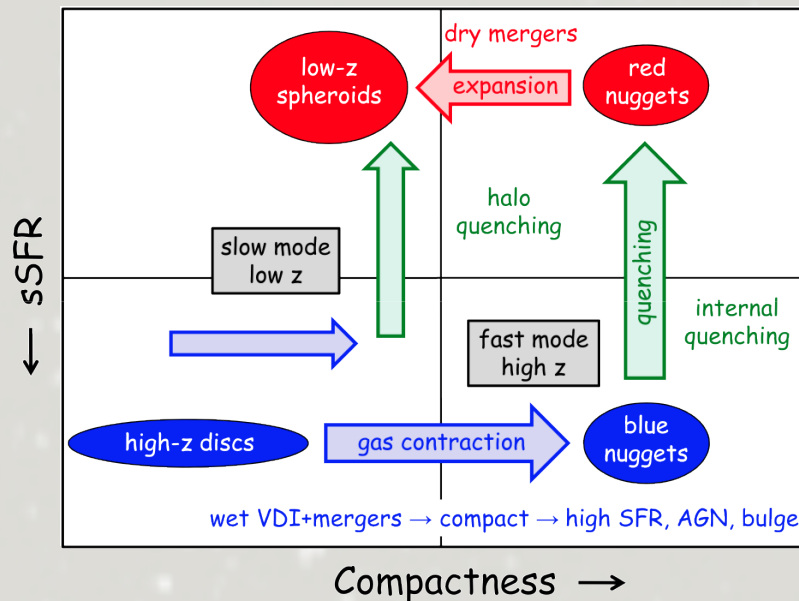 dry mergers
low-z
spheroids
expansion
red
nuggets
halo
quenching
slow mode
low z
quenching
internal
quenching
← sSFR
fast mode
high z
high-z discs
gas contraction
blue
nuggets
wet VDI+mergers → compact → high SFR, AGN, bulge
Compactness →